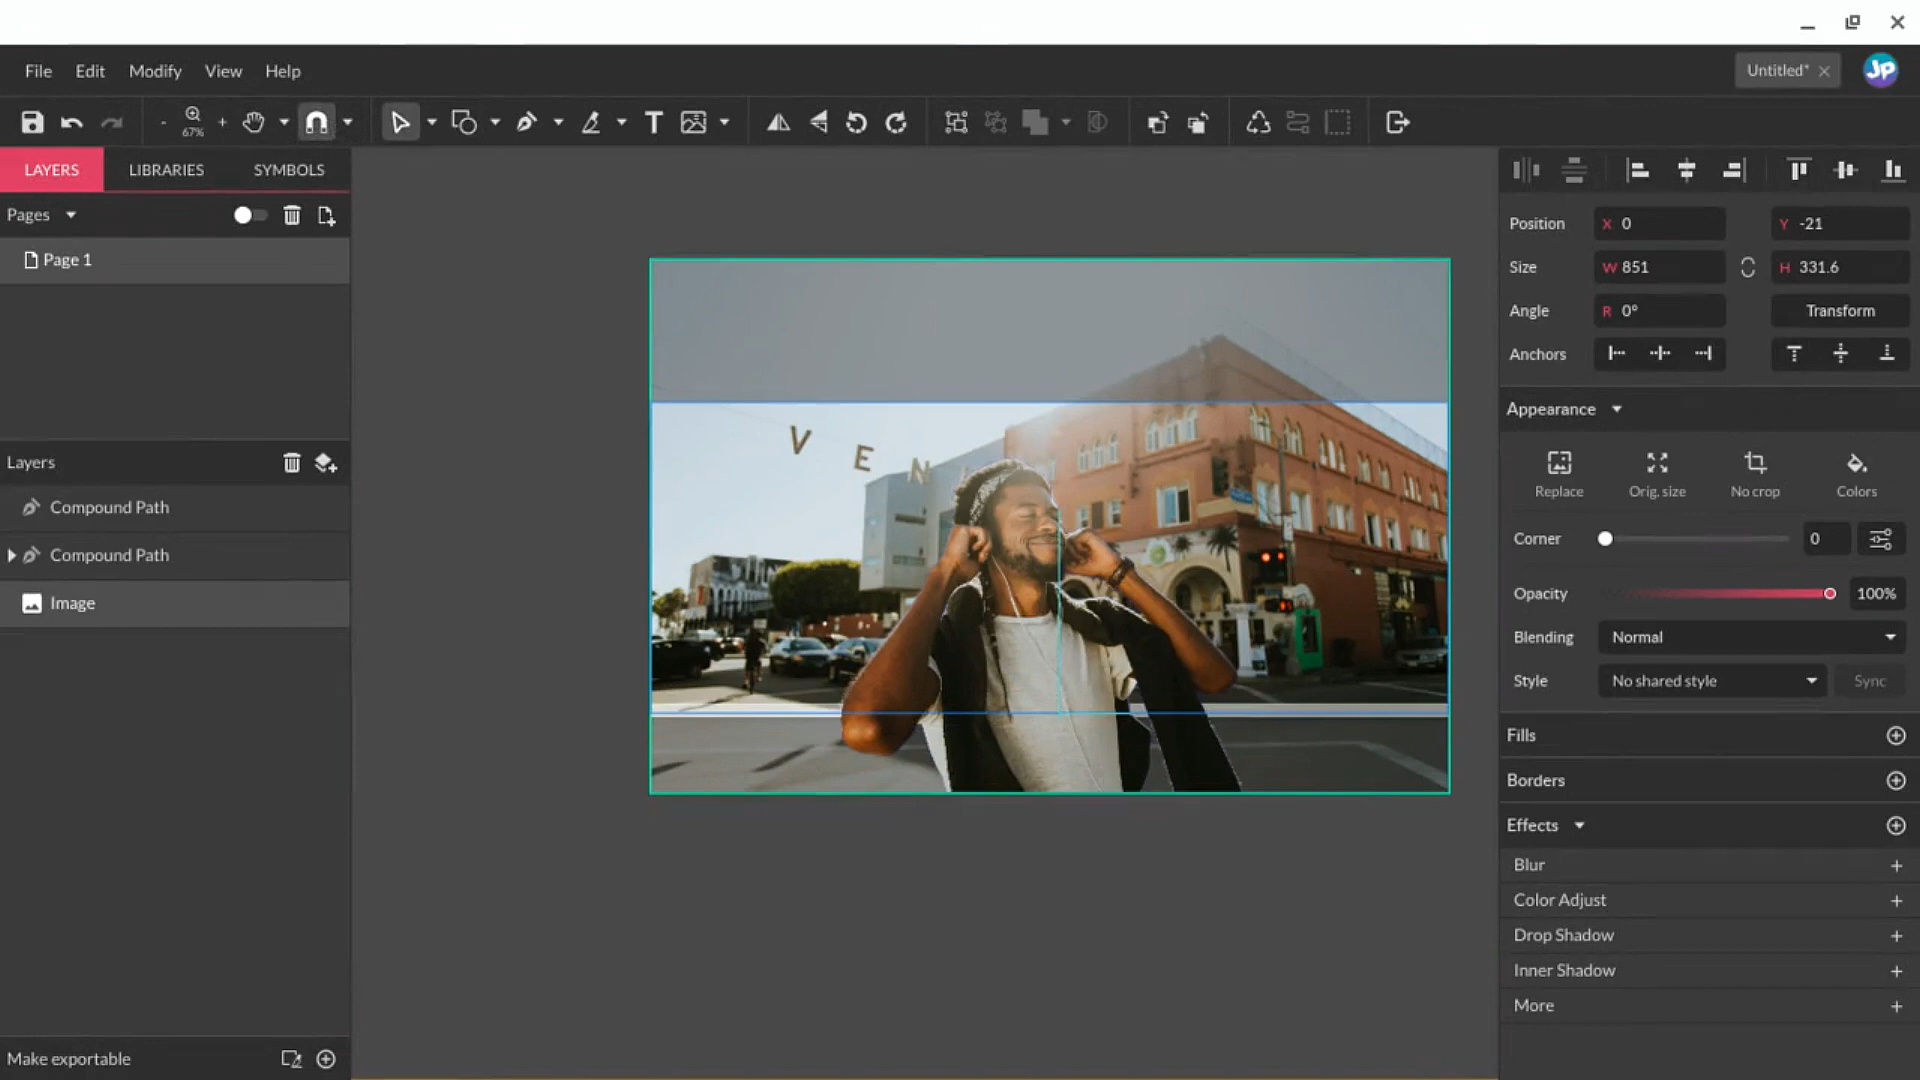 File Edit Modify View Help
Untitled* JP
67%
LAYERS LIBRARIES SYMBOLS
Pages
Page 1
Layers
Compound Path
Compound Path
Image
Make exportable
V E N
Position X 0 Y -21
Size W 851 H 331.6
Angle R 0° Transform
Anchors
Appearance
Replace Orig. size No crop Colors
Corner 0
Opacity 100%
Blending Normal
Style No shared style Sync
Fills
Borders
Effects
Blur
Color Adjust
Drop Shadow
Inner Shadow
More